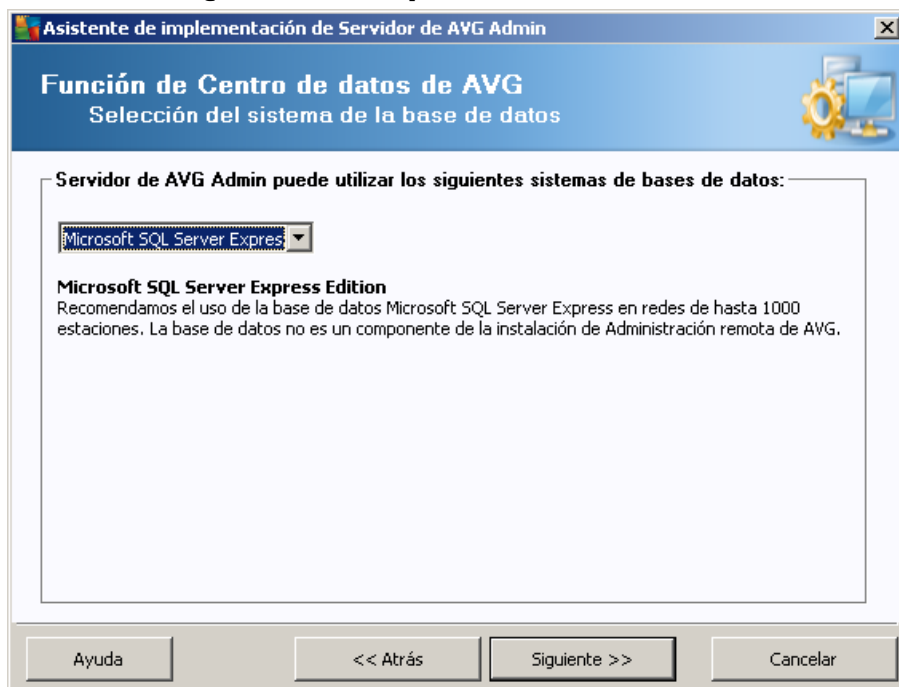 Asistente de implementación de Servidor de AVG Admin
Función de Centro de datos de AVG
Selección del sistema de la base de datos
Servidor de AVG Admin puede utilizar los siguientes sistemas de bases de datos:
Microsoft SQL Server Expres
Microsoft SQL Server Express Edition
Recomendamos el uso de la base de datos Microsoft SQL Server Express en redes de hasta 1000
estaciones. La base de datos no es un componente de la instalación de Administración remota de AVG.
Ayuda
<< Atrás
Siguiente >>
Cancelar